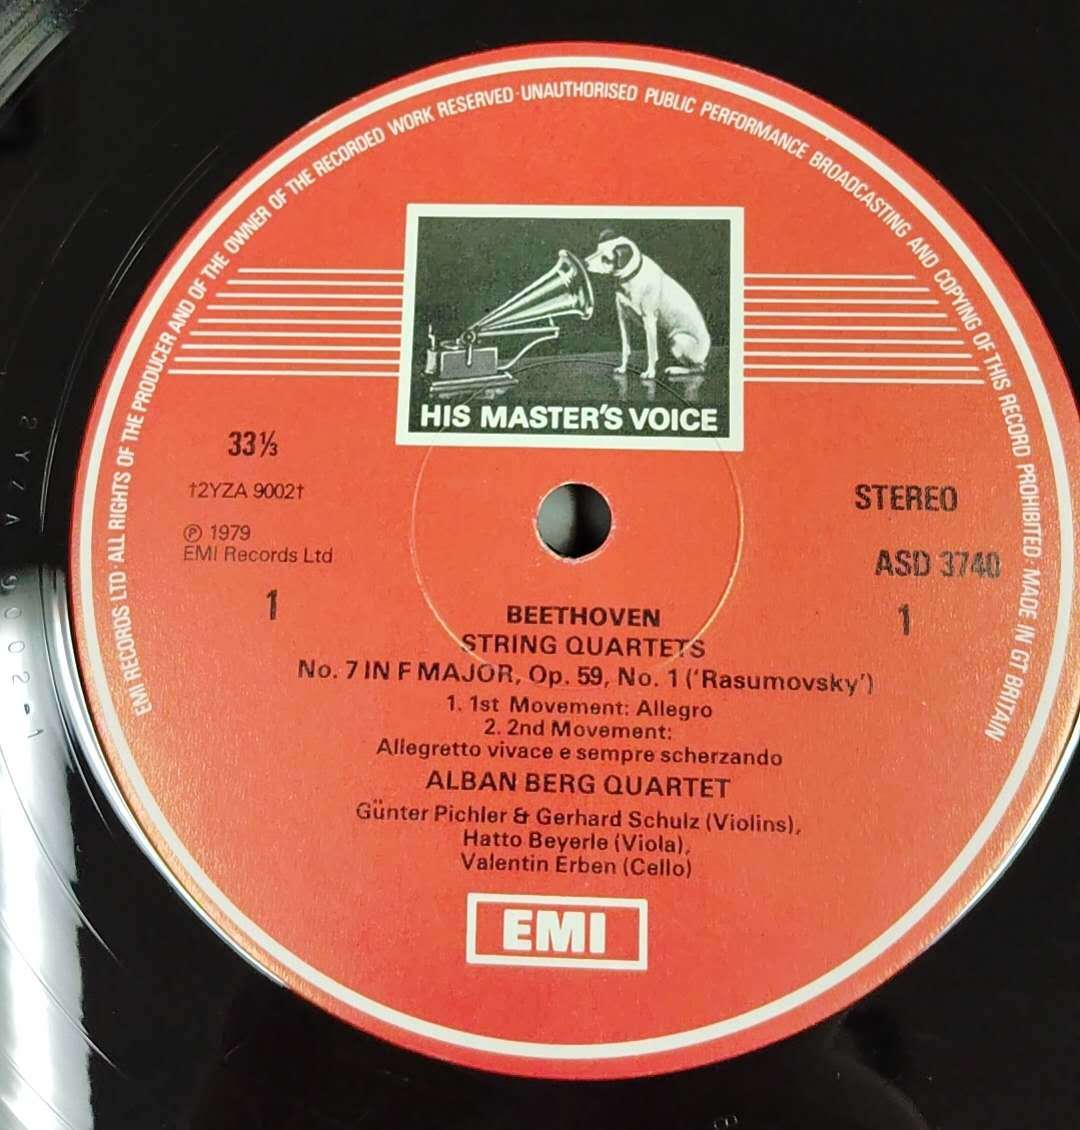 EMI RECORDS LTD · ALL RIGHTS OF THE PRODUCER AND OF THE OWNER OF THE RECORDED WORK RESERVED · UNAUTHORISED PUBLIC PERFORMANCE BROADCASTING AND COPYING OF THIS RECORD PROHIBITED · MADE IN GT BRITAIN
HIS MASTER'S VOICE
33⅓
†2YZA 9002†
℗ 1979
EMI Records Ltd
1
STEREO
ASD 3740
1
BEETHOVEN
STRING QUARTETS
No. 7 IN F MAJOR, Op. 59, No. 1 ('Rasumovsky')
1. 1st Movement: Allegro
2. 2nd Movement:
Allegretto vivace e sempre scherzando
ALBAN BERG QUARTET
Günter Pichler & Gerhard Schulz (Violins),
Hatto Beyerle (Viola),
Valentin Erben (Cello)
EMI